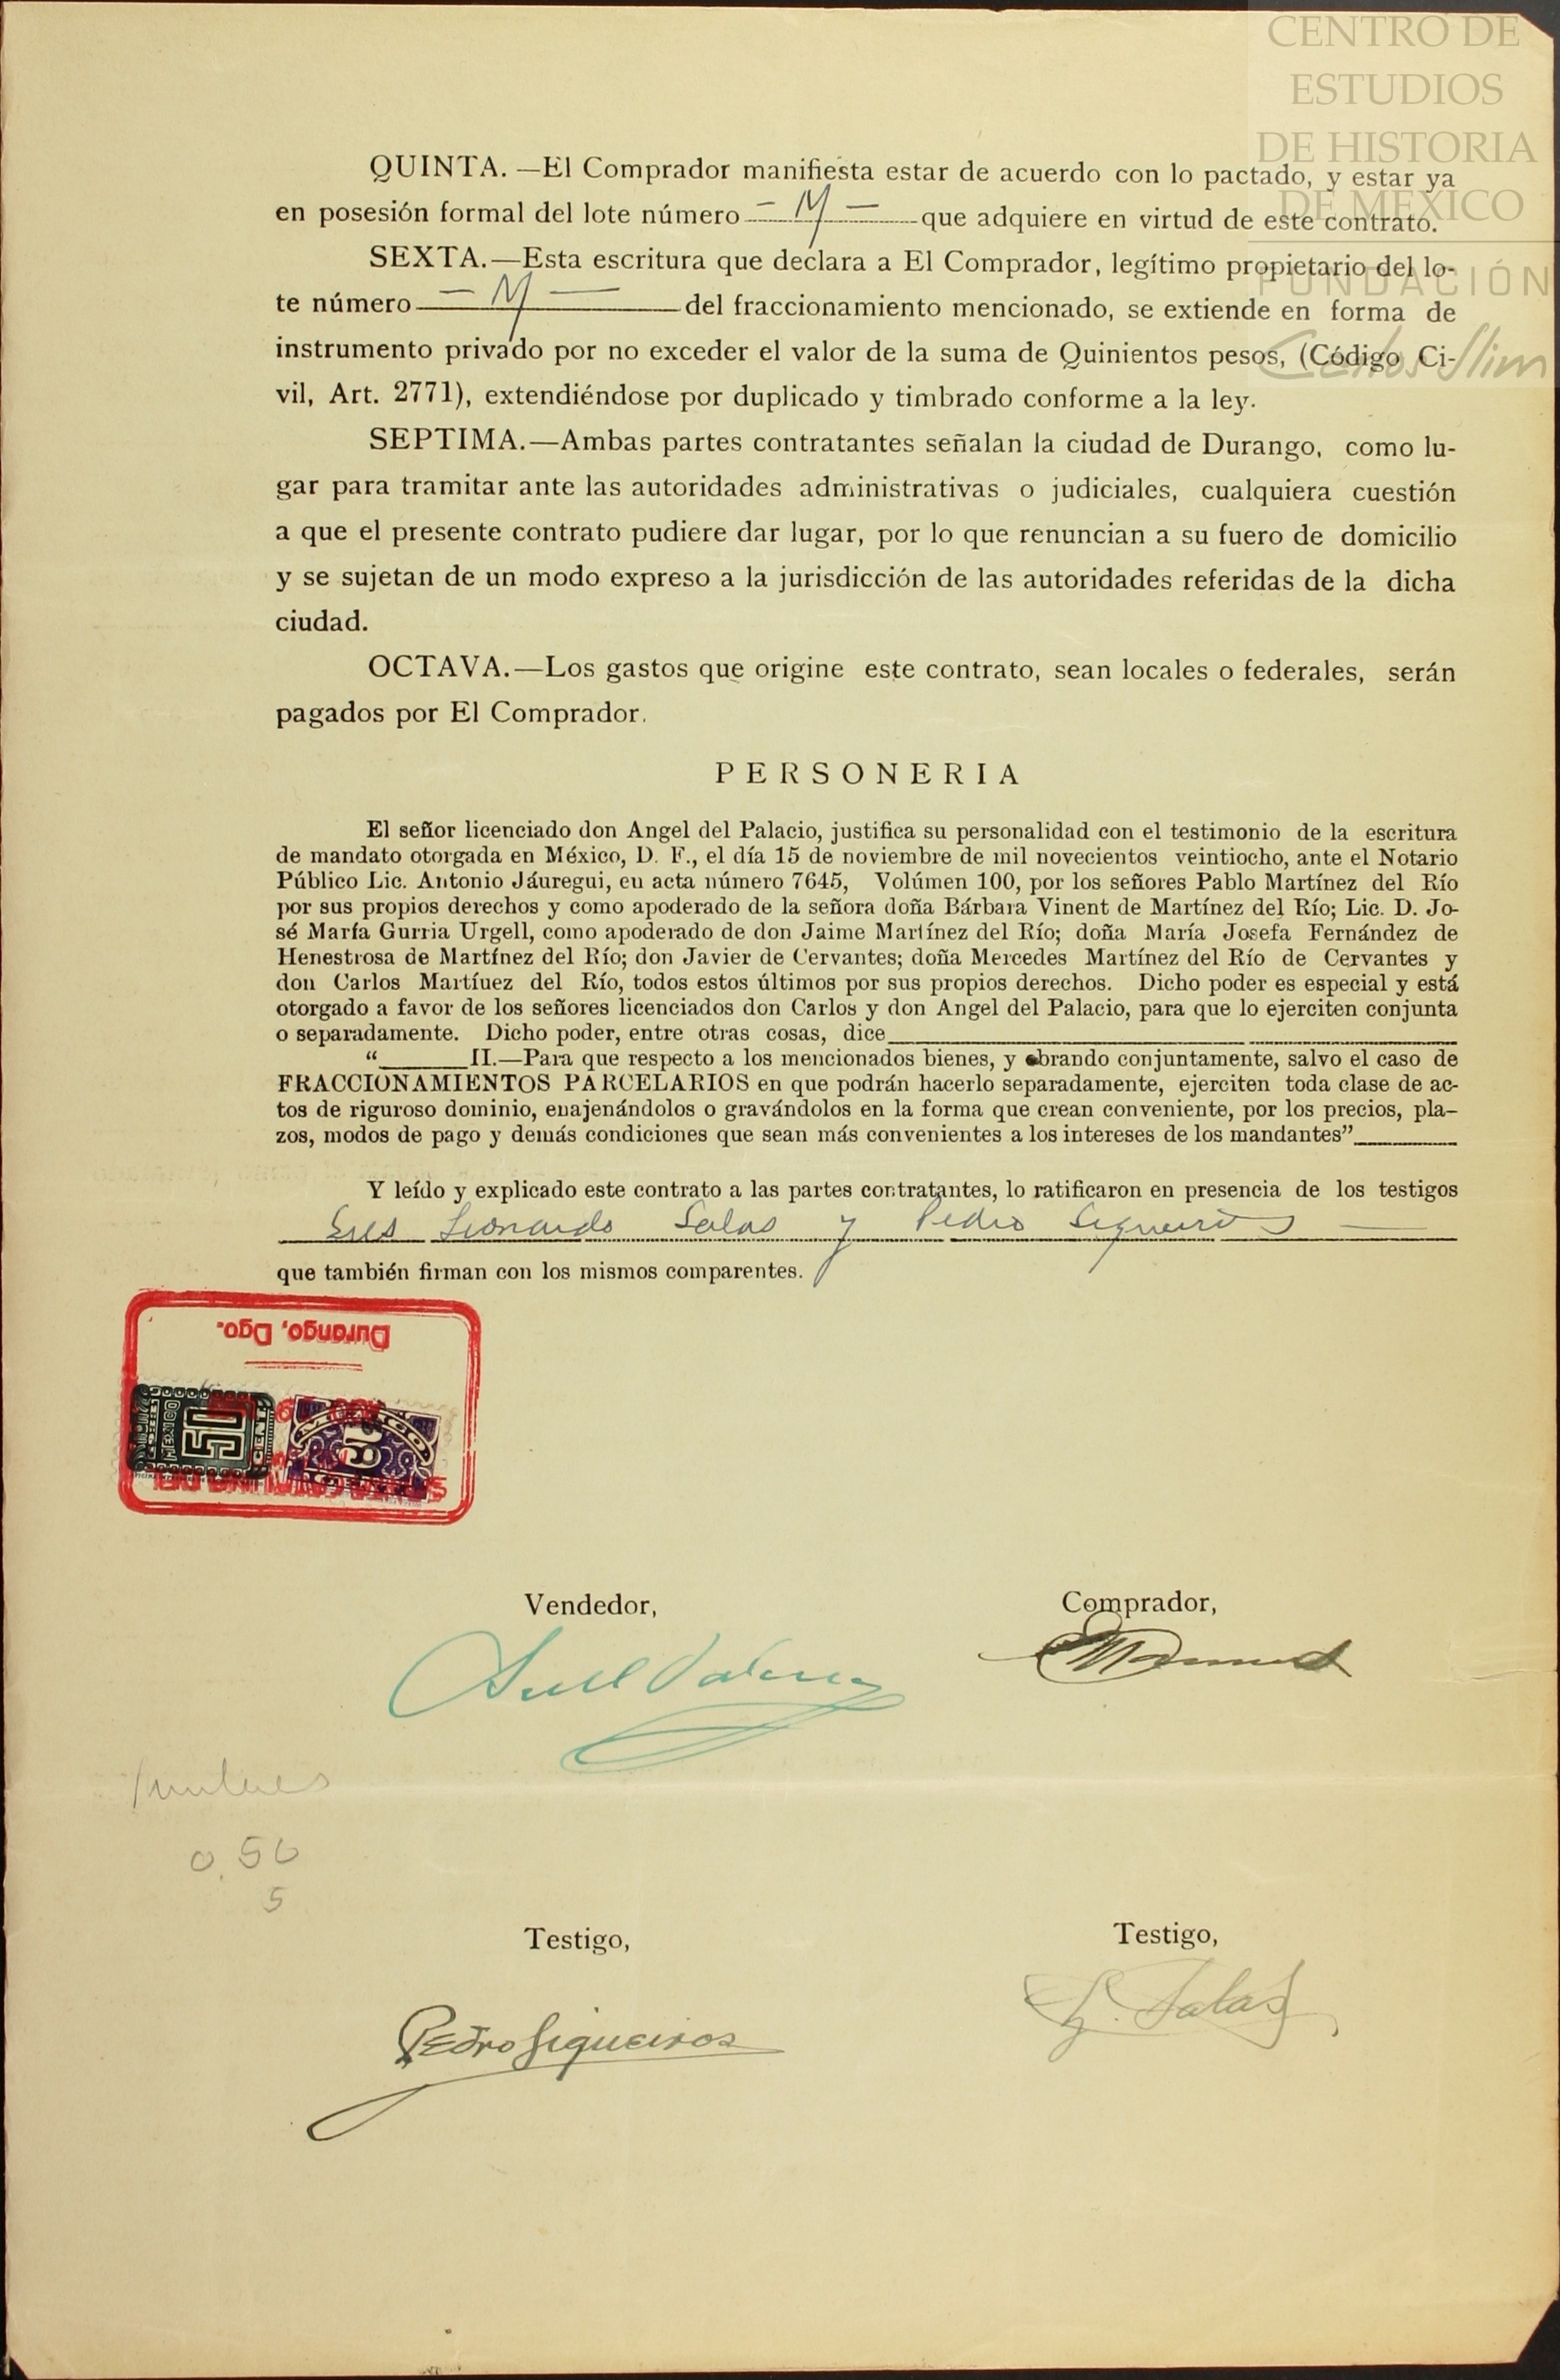 CENTRO DE
ESTUDIOS
DE HISTORIA
DE MÉXICO
FUNDACIÓN
Carlos Slim
QUINTA. —El Comprador manifiesta estar de acuerdo con lo pactado, y estar ya
en posesión formal del lote número — M — que adquiere en virtud de este contrato.
SEXTA.—Esta escritura que declara a El Comprador, legítimo propietario del lo-
te número — M — del fraccionamiento mencionado, se extiende en forma de
instrumento privado por no exceder el valor de la suma de Quinientos pesos, (Código Ci-
vil, Art. 2771), extendiéndose por duplicado y timbrado conforme a la ley.
SEPTIMA.—Ambas partes contratantes señalan la ciudad de Durango, como lu-
gar para tramitar ante las autoridades administrativas o judiciales, cualquiera cuestión
a que el presente contrato pudiere dar lugar, por lo que renuncian a su fuero de domicilio
y se sujetan de un modo expreso a la jurisdicción de las autoridades referidas de la dicha
ciudad.
OCTAVA.—Los gastos que origine este contrato, sean locales o federales, serán
pagados por El Comprador.
PERSONERIA
El señor licenciado don Angel del Palacio, justifica su personalidad con el testimonio de la escritura
de mandato otorgada en México, D. F., el día 15 de noviembre de mil novecientos veintiocho, ante el Notario
Público Lic. Antonio Jáuregui, en acta número 7645, Volúmen 100, por los señores Pablo Martínez del Río
por sus propios derechos y como apoderado de la señora doña Bárbara Vinent de Martínez del Río; Lic. D. Jo-
sé María Gurria Urgell, como apoderado de don Jaime Martínez del Río; doña María Josefa Fernández de
Henestrosa de Martínez del Río; don Javier de Cervantes; doña Mercedes Martínez del Río de Cervantes y
don Carlos Martínez del Río, todos estos últimos por sus propios derechos. Dicho poder es especial y está
otorgado a favor de los señores licenciados don Carlos y don Angel del Palacio, para que lo ejerciten conjunta
o separadamente. Dicho poder, entre otras cosas, dice
“______II.—Para que respecto a los mencionados bienes, y obrando conjuntamente, salvo el caso de
FRACCIONAMIENTOS PARCELARIOS en que podrán hacerlo separadamente, ejerciten toda clase de ac-
tos de riguroso dominio, enajenándolos o gravándolos en la forma que crean conveniente, por los precios, pla-
zos, modos de pago y demás condiciones que sean más convenientes a los intereses de los mandantes”
Y leído y explicado este contrato a las partes contratantes, lo ratificaron en presencia de los testigos
Sres Leonardo Salas y Pedro Siqueiros
que también firman con los mismos comparentes.
Durango, Dgo.
MEXICO
50
CENT
Vendedor,
Comprador,
0.50
5
Testigo,
Testigo,
Pedro Siqueiros
L. Salas